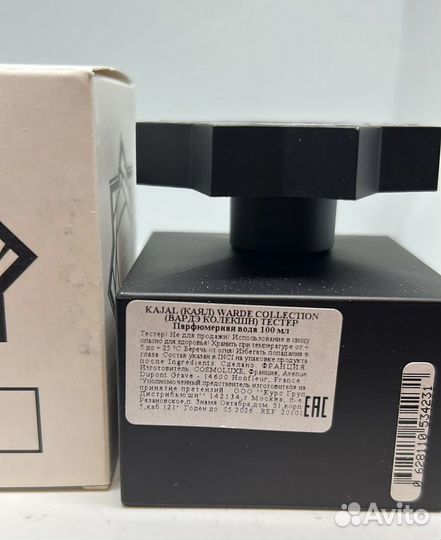 KAJAL (КАЯЛ) WARDE COLLECTION
(ВАРДЭ КОЛЕКШН) ТЕСТЕР
Парфюмерная вода 100 мл
Тестер! Не для продажи! Использование в пищу
опасно для здоровья! Хранить при температуре от +
5 до + 25 °С. Беречь от огня! Избегать попадания в
глаза. Состав указан в INCI на упаковке продукта
после Ingredients. Сделано ФРАНЦИЯ.
Изготовитель: COSMOLUXE, Франция, Avenue
Dupont Grave - 14600 Honfleur, France.
"Уполномоченный представитель изготовителя на
принятие претензий ООО ''Курс Груп
Дистрибьюшн'' 142134, г Москва, п-е
Рязановское, п. Знамя Октября, дом 51, корп
5, каб.121" Годен до 05.2026 REF 20101
EAC
0 628110 534231
Avito